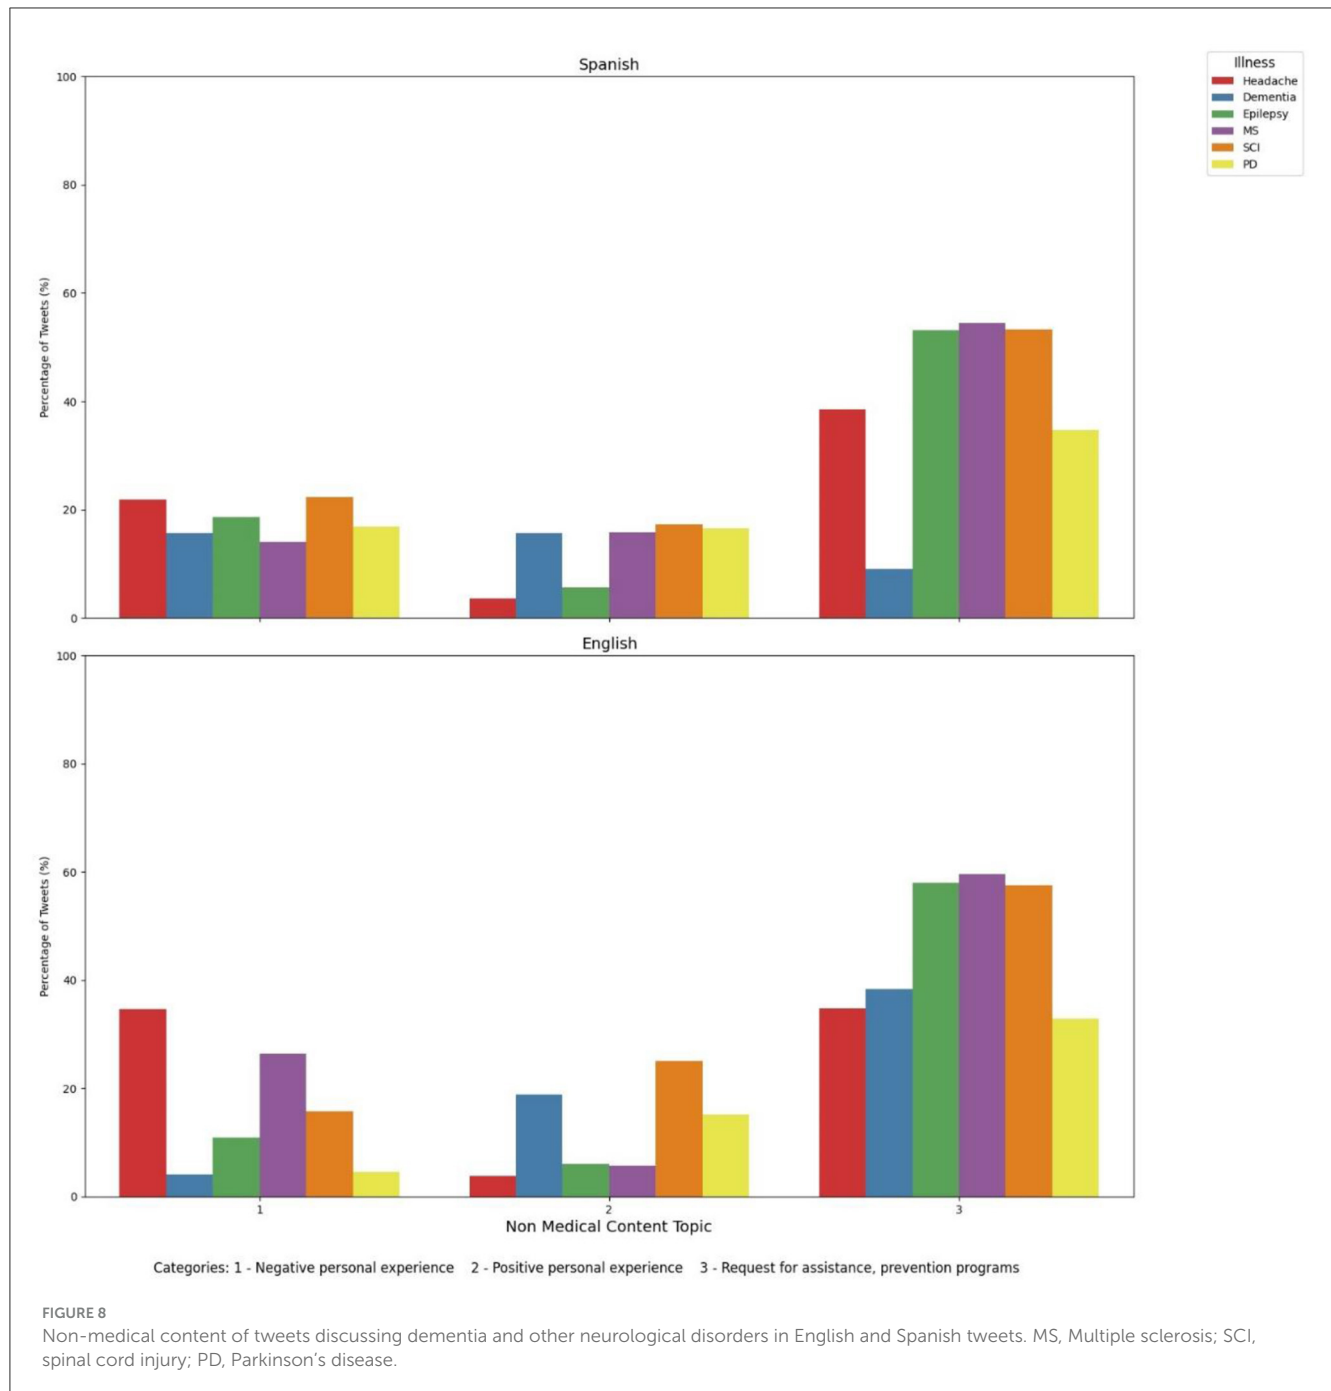 Spanish
Illness
Headache
Dementia
Epilepsy
MS
SCI
PD
100
80
60
40
20
0
Percentage of Tweets (%)
English
100
80
60
40
20
0
Percentage of Tweets (%)
1
2
3
Non Medical Content Topic
Categories: 1 - Negative personal experience 2 - Positive personal experience 3 - Request for assistance, prevention programs
FIGURE 8
Non-medical content of tweets discussing dementia and other neurological disorders in English and Spanish tweets. MS, Multiple sclerosis; SCI,
spinal cord injury; PD, Parkinson's disease.